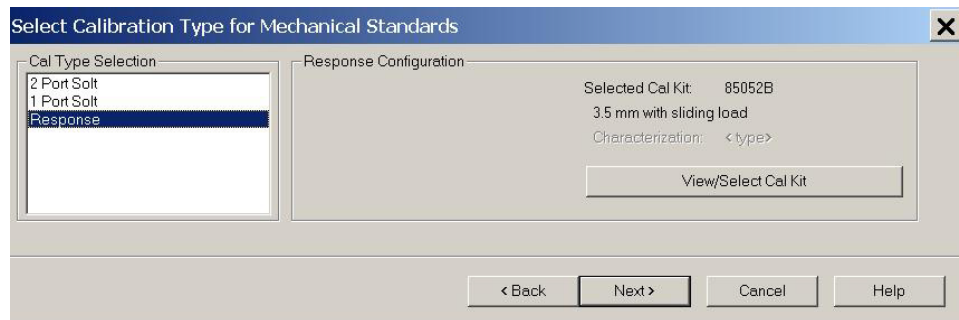 Select Calibration Type for Mechanical Standards
Cal Type Selection
2 Port Solt
1 Port Solt
Response
Response Configuration
Selected Cal Kit: 85052B
3.5 mm with sliding load
Characterization: <type>
View/Select Cal Kit
< Back
Next >
Cancel
Help